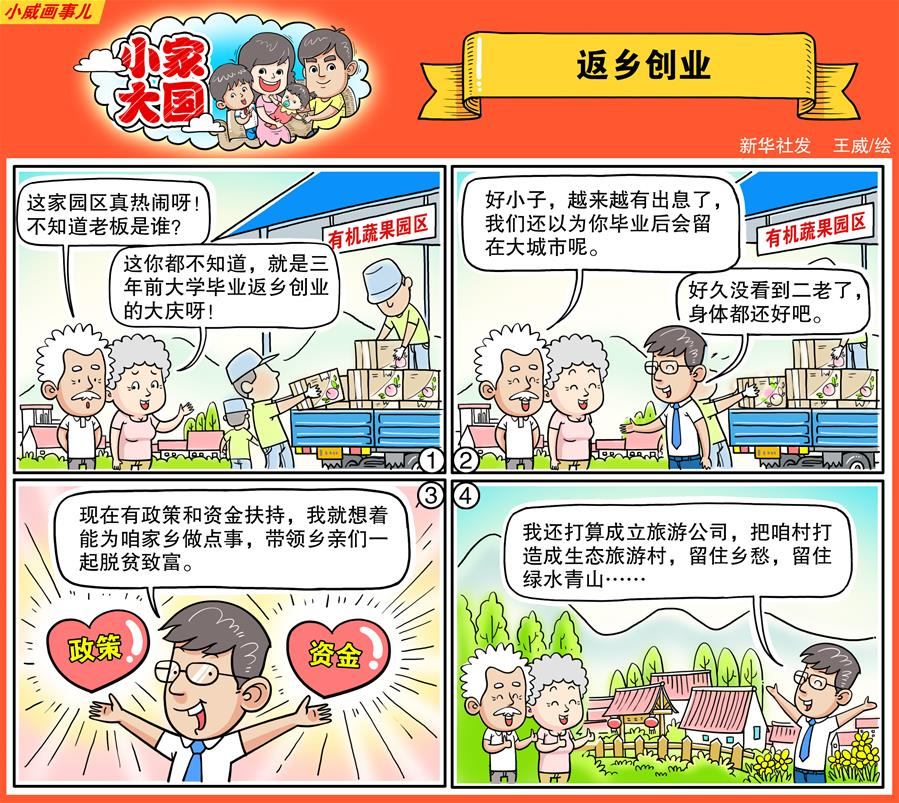 小威画事儿
小家
大国
返乡创业
新华社发 王威/绘
这家园区真热闹呀！
不知道老板是谁？
这你都不知道，就是三
年前大学毕业返乡创业
的大庆呀！
有机蔬果园区
①
好小子，越来越有出息了，
我们还以为你毕业后会留
在大城市呢。
好久没看到二老了，
身体都还好吧。
有机蔬果园区
②
③
现在有政策和资金扶持，我就想着
能为咱家乡做点事，带领乡亲们一
起脱贫致富。
政策
资金
④
我还打算成立旅游公司，把咱村打
造成生态旅游村，留住乡愁，留住
绿水青山……